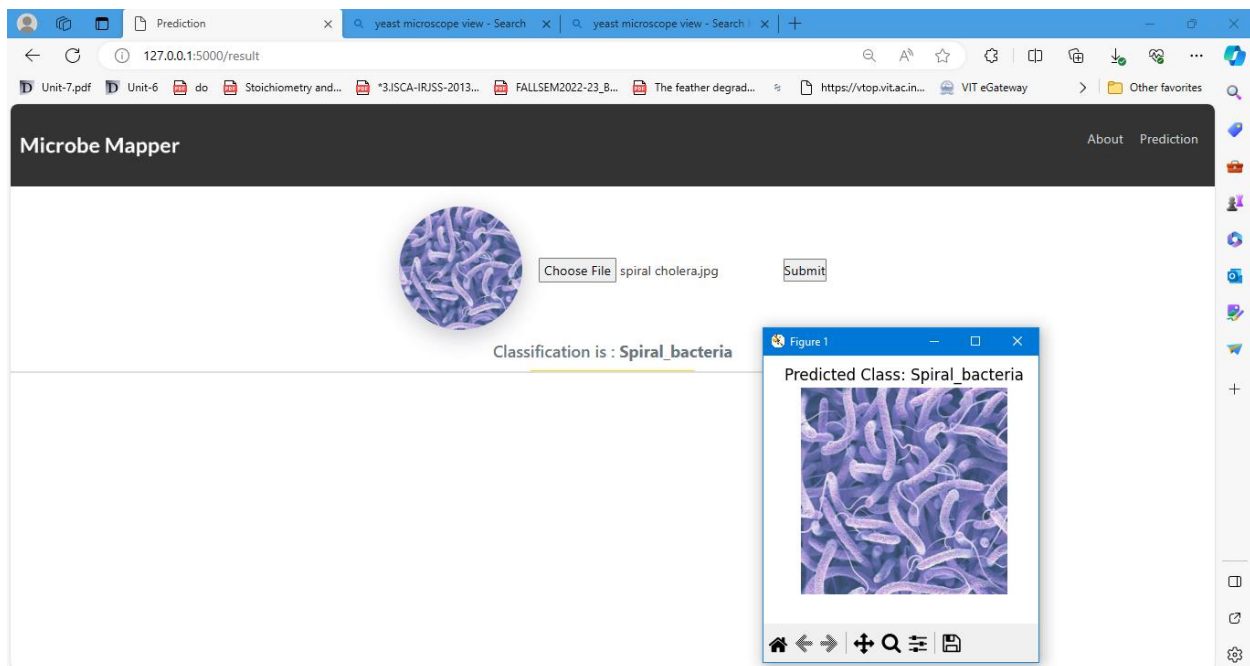 Prediction
yeast microscope view - Search
yeast microscope view - Search
127.0.0.1:5000/result
Unit-7.pdf
Unit-6
do
Stoichiometry and...
*3.ISCA-IRJSS-2013...
FALLSEM2022-23_B...
The feather degrad...
https://vtop.vit.ac.in...
VIT eGateway
Other favorites
Microbe Mapper
About
Prediction
Choose File
spiral cholera.jpg
Submit
Classification is : Spiral_bacteria
Figure 1
Predicted Class: Spiral_bacteria